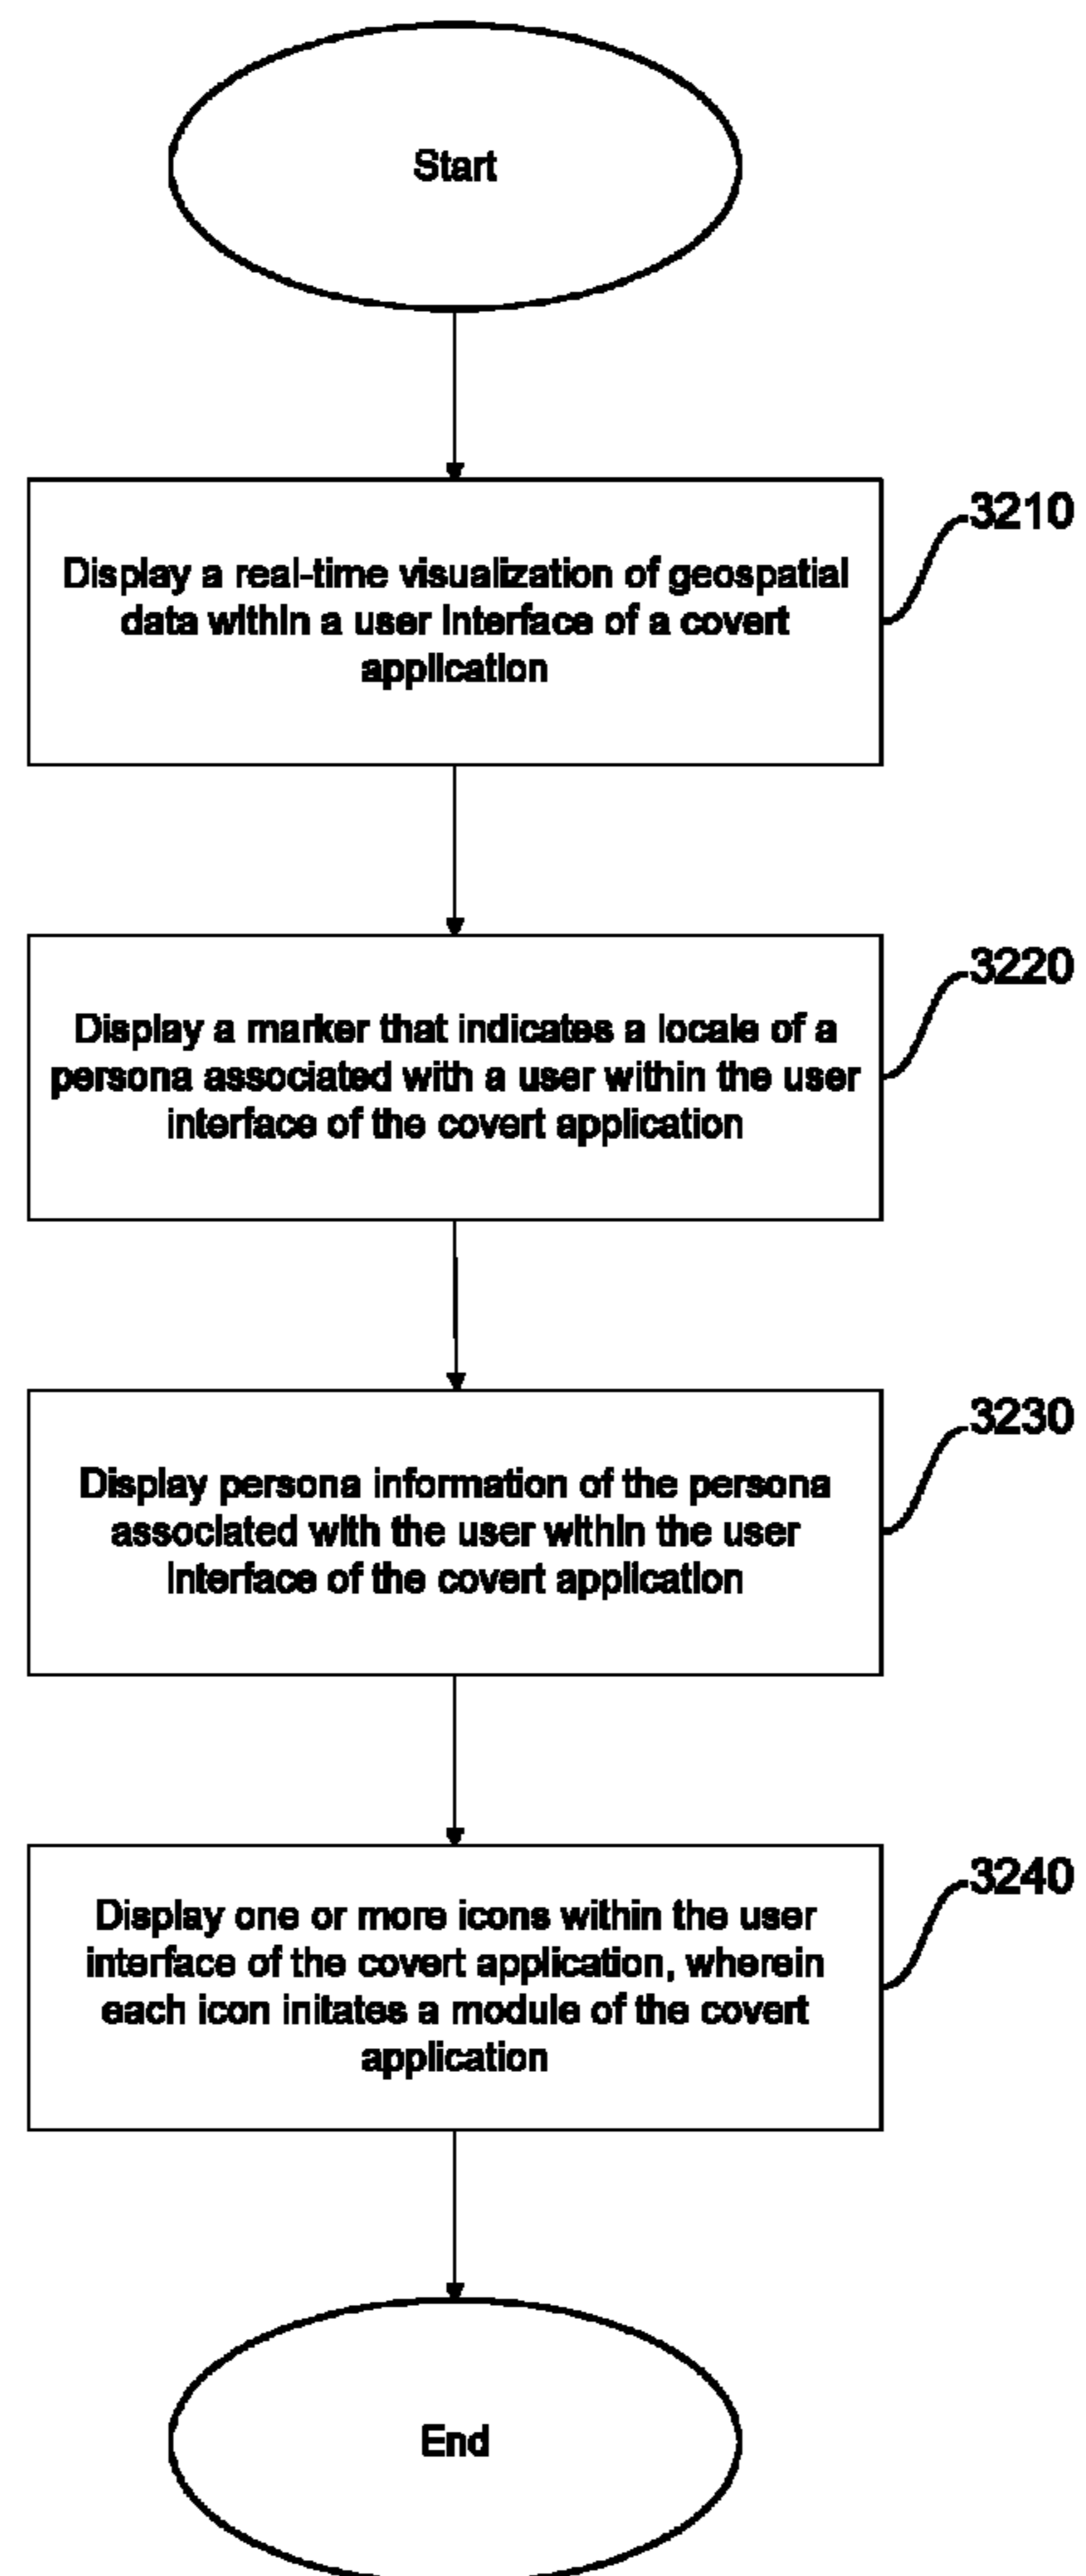 Start
Display a real-time visualization of geospatial
data within a user interface of a covert
application
3210
Display a marker that indicates a locale of a
persona associated with a user within the user
interface of the covert application
3220
Display persona information of the persona
associated with the user within the user
interface of the covert application
3230
Display one or more icons within the user
interface of the covert application, wherein
each icon initates a module of the covert
application
3240
End